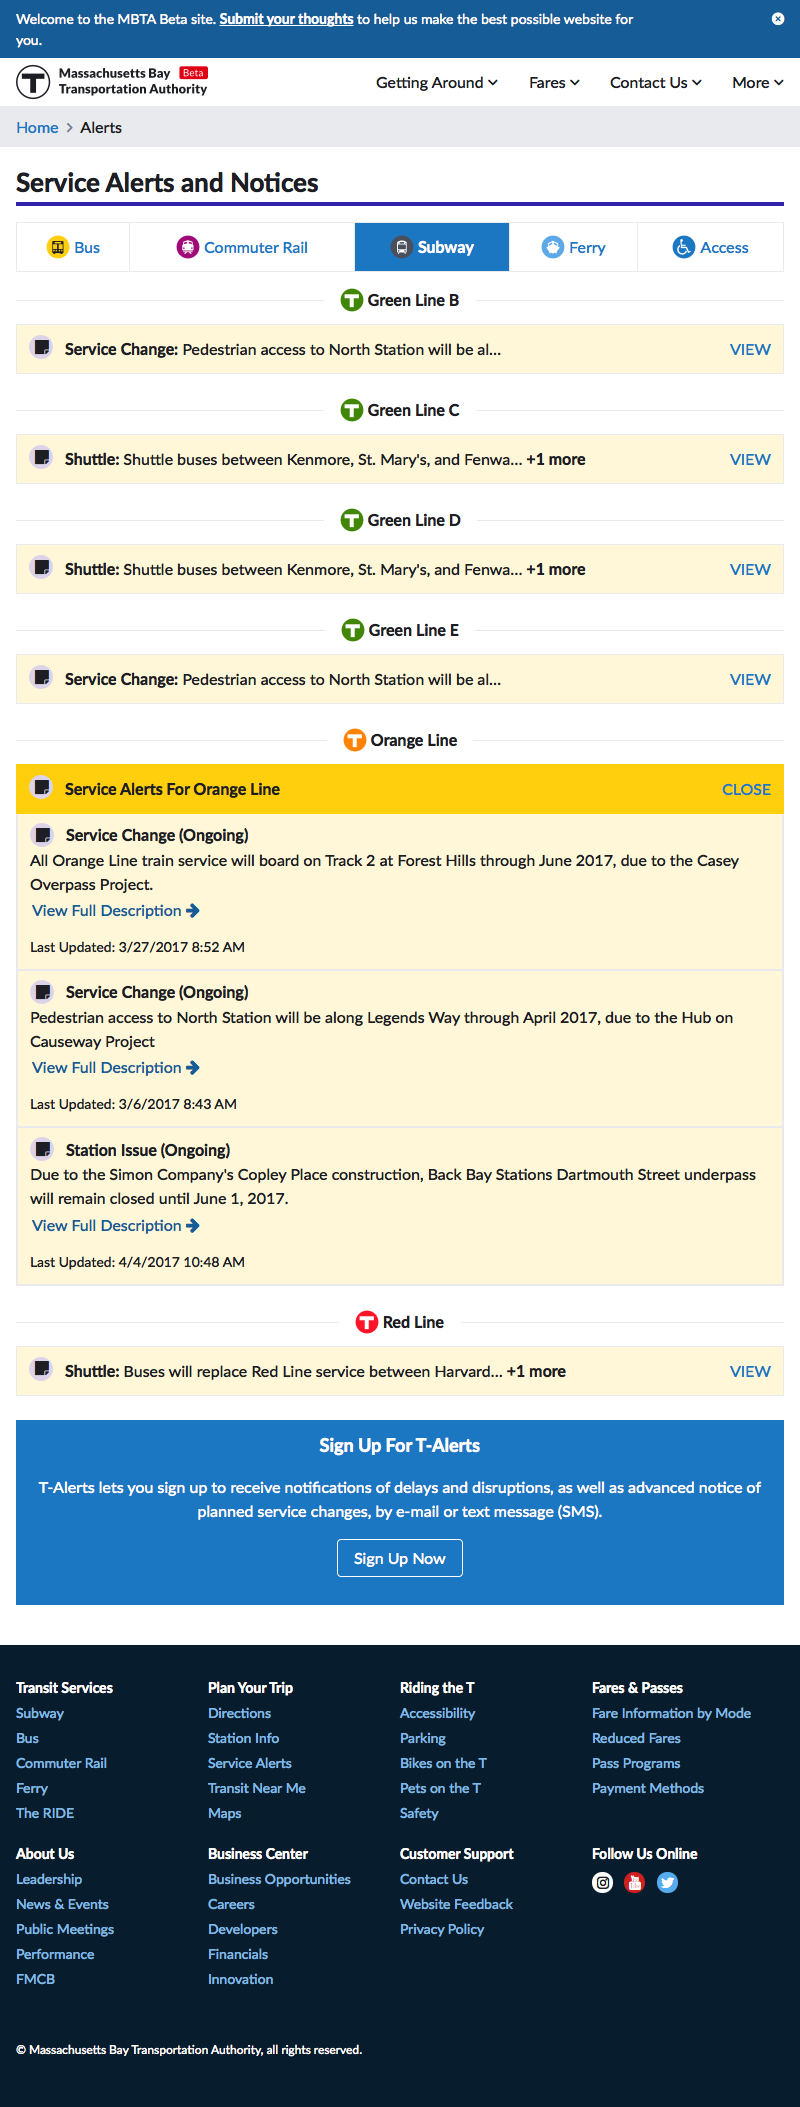 Welcome to the MBTA Beta site. Submit your thoughts to help us make the best possible website for
you.
Massachusetts Bay Beta
Transportation Authority
Getting Around Fares Contact Us More
Home > Alerts
Service Alerts and Notices
Bus Commuter Rail Subway Ferry Access
T Green Line B
Service Change: Pedestrian access to North Station will be al... VIEW
T Green Line C
Shuttle: Shuttle buses between Kenmore, St. Mary's, and Fenwa... +1 more VIEW
T Green Line D
Shuttle: Shuttle buses between Kenmore, St. Mary's, and Fenwa... +1 more VIEW
T Green Line E
Service Change: Pedestrian access to North Station will be al... VIEW
T Orange Line
Service Alerts For Orange Line CLOSE
Service Change (Ongoing)
All Orange Line train service will board on Track 2 at Forest Hills through June 2017, due to the Casey
Overpass Project.
View Full Description
Last Updated: 3/27/2017 8:52 AM
Service Change (Ongoing)
Pedestrian access to North Station will be along Legends Way through April 2017, due to the Hub on
Causeway Project
View Full Description
Last Updated: 3/6/2017 8:43 AM
Station Issue (Ongoing)
Due to the Simon Company's Copley Place construction, Back Bay Stations Dartmouth Street underpass
will remain closed until June 1, 2017.
View Full Description
Last Updated: 4/4/2017 10:48 AM
T Red Line
Shuttle: Buses will replace Red Line service between Harvard... +1 more VIEW
Sign Up For T-Alerts
T-Alerts lets you sign up to receive notifications of delays and disruptions, as well as advanced notice of
planned service changes, by e-mail or text message (SMS).
Sign Up Now
Transit Services
Subway
Bus
Commuter Rail
Ferry
The RIDE
Plan Your Trip
Directions
Station Info
Service Alerts
Transit Near Me
Maps
Riding the T
Accessibility
Parking
Bikes on the T
Pets on the T
Safety
Fares & Passes
Fare Information by Mode
Reduced Fares
Pass Programs
Payment Methods
About Us
Leadership
News & Events
Public Meetings
Performance
FMCB
Business Center
Business Opportunities
Careers
Developers
Financials
Innovation
Customer Support
Contact Us
Website Feedback
Privacy Policy
Follow Us Online
© Massachusetts Bay Transportation Authority, all rights reserved.